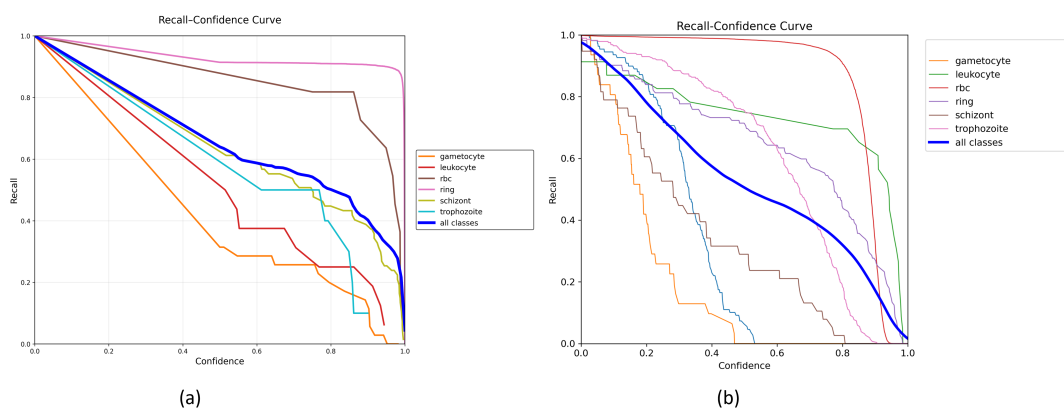 Recall–Confidence Curve
1.0
0.8
0.6
0.4
0.2
0.0
Recall
0.0 0.2 0.4 0.6 0.8 1.0
Confidence
gametocyte
leukocyte
rbc
ring
schizont
trophozoite
all classes
(a)
Recall-Confidence Curve
1.0
0.8
0.6
0.4
0.2
0.0
Recall
0.0 0.2 0.4 0.6 0.8 1.0
Confidence
gametocyte
leukocyte
rbc
ring
schizont
trophozoite
all classes
(b)